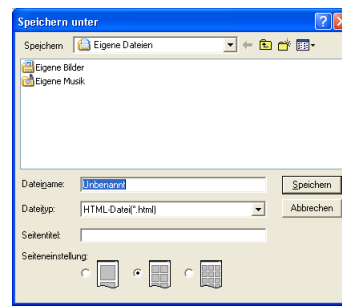 Speichern unter
Speichern
Eigene Dateien
Eigene Bilder
Eigene Musik
Dateiname:
Unbenannt
Speichern
Dateityp:
HTML-Datei(*.html)
Abbrechen
Seitentitel:
Seiteneinstellung: